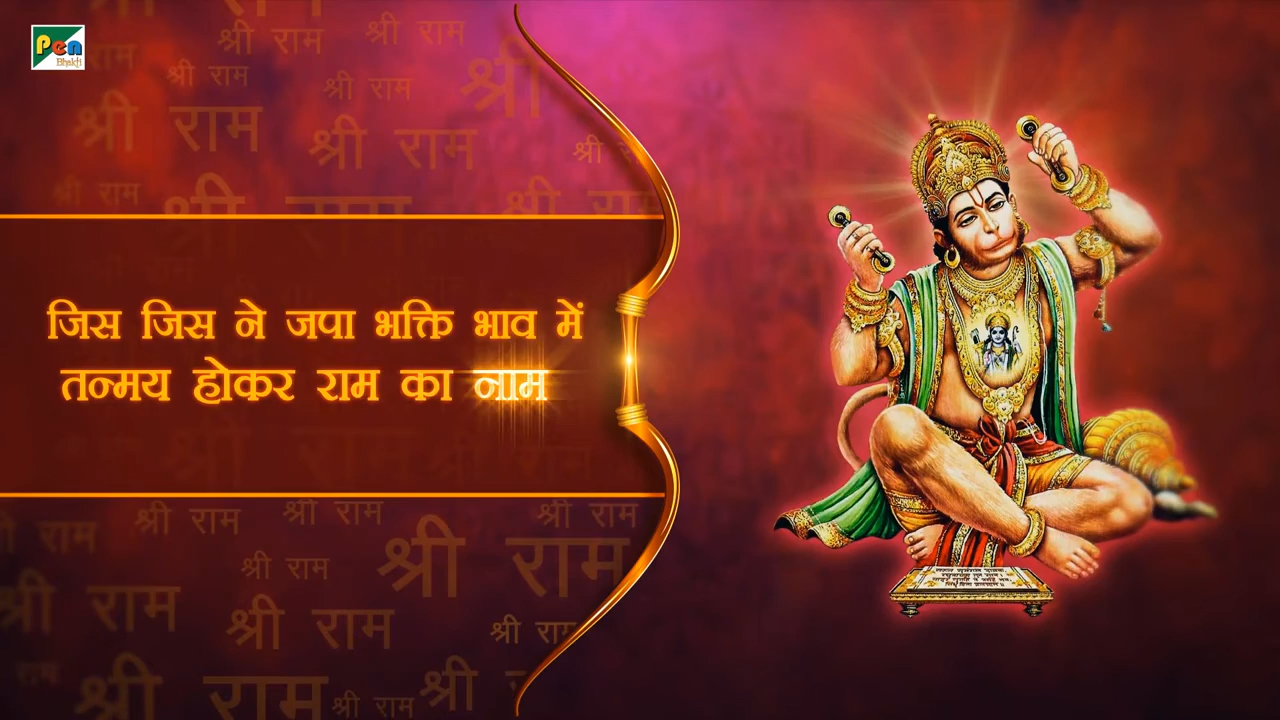 Pen
Bhakti
श्री राम
श्री राम
श्री राम
श्री राम
श्री राम
श्री राम
श्री
श्री
श्री राम
श्री राम
श्री राम
जिस जिस ने जपा भक्ति भाव में
तन्मय होकर राम का नाम
श्री राम
श्री राम
श्री राम
श्री राम
श्री राम
श्री राम
श्री राम
श्री राम
श्री राम
श्री राम
श्री राम
श्री